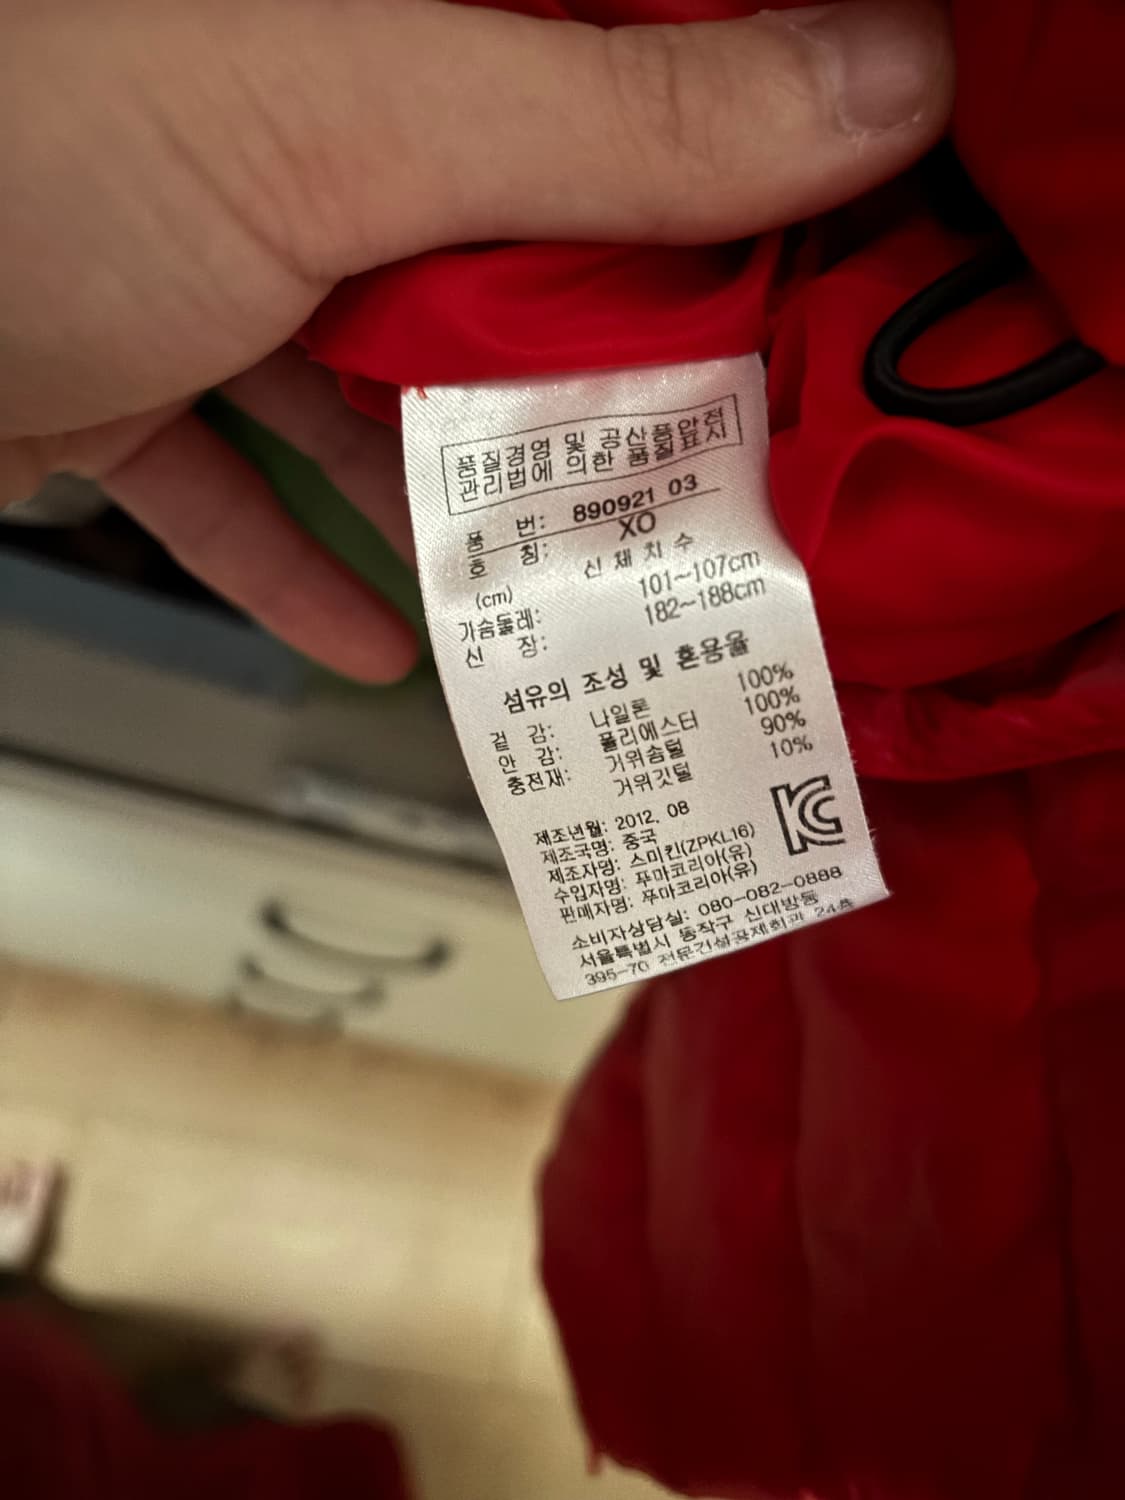 품질경영 및 공산품안전
관리법에 의한 품질표시
품 번: 890921 03
호 칭: XO
(cm) 신 체 치 수
가슴둘레: 101~107cm
신 장: 182~188cm
섬유의 조성 및 혼용율
겉 감: 나일론 100%
안 감: 폴리에스터 100%
충전재: 거위솜털 90%
거위깃털 10%
제조년월: 2012. 08
제조국명: 중국
제조자명: 스미킨(ZPKL16)
수입자명: 푸마코리아(유)
판매자명: 푸마코리아(유)
소비자상담실: 080-082-0888
서울특별시 동작구 신대방동
395-70 전문건설공제회관 24층